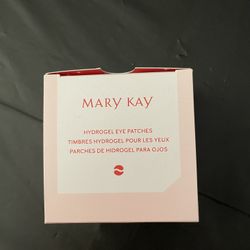 MARY KAY
HYDROGEL EYE PATCHES
TIMBRES HYDROGEL POUR LES YEUX
PARCHES DE HIDROGEL PARA OJOS